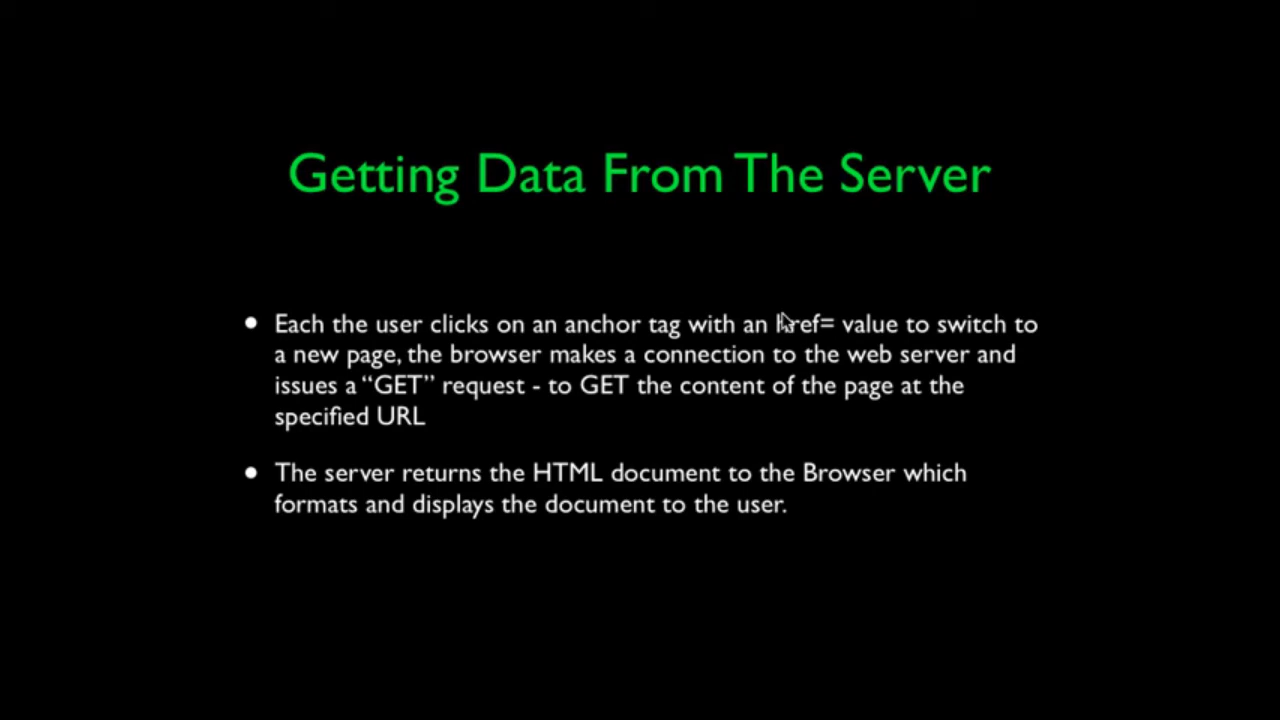 Getting Data From The Server
• Each the user clicks on an anchor tag with an href= value to switch to
a new page, the browser makes a connection to the web server and
issues a “GET” request - to GET the content of the page at the
specified URL
• The server returns the HTML document to the Browser which
formats and displays the document to the user.